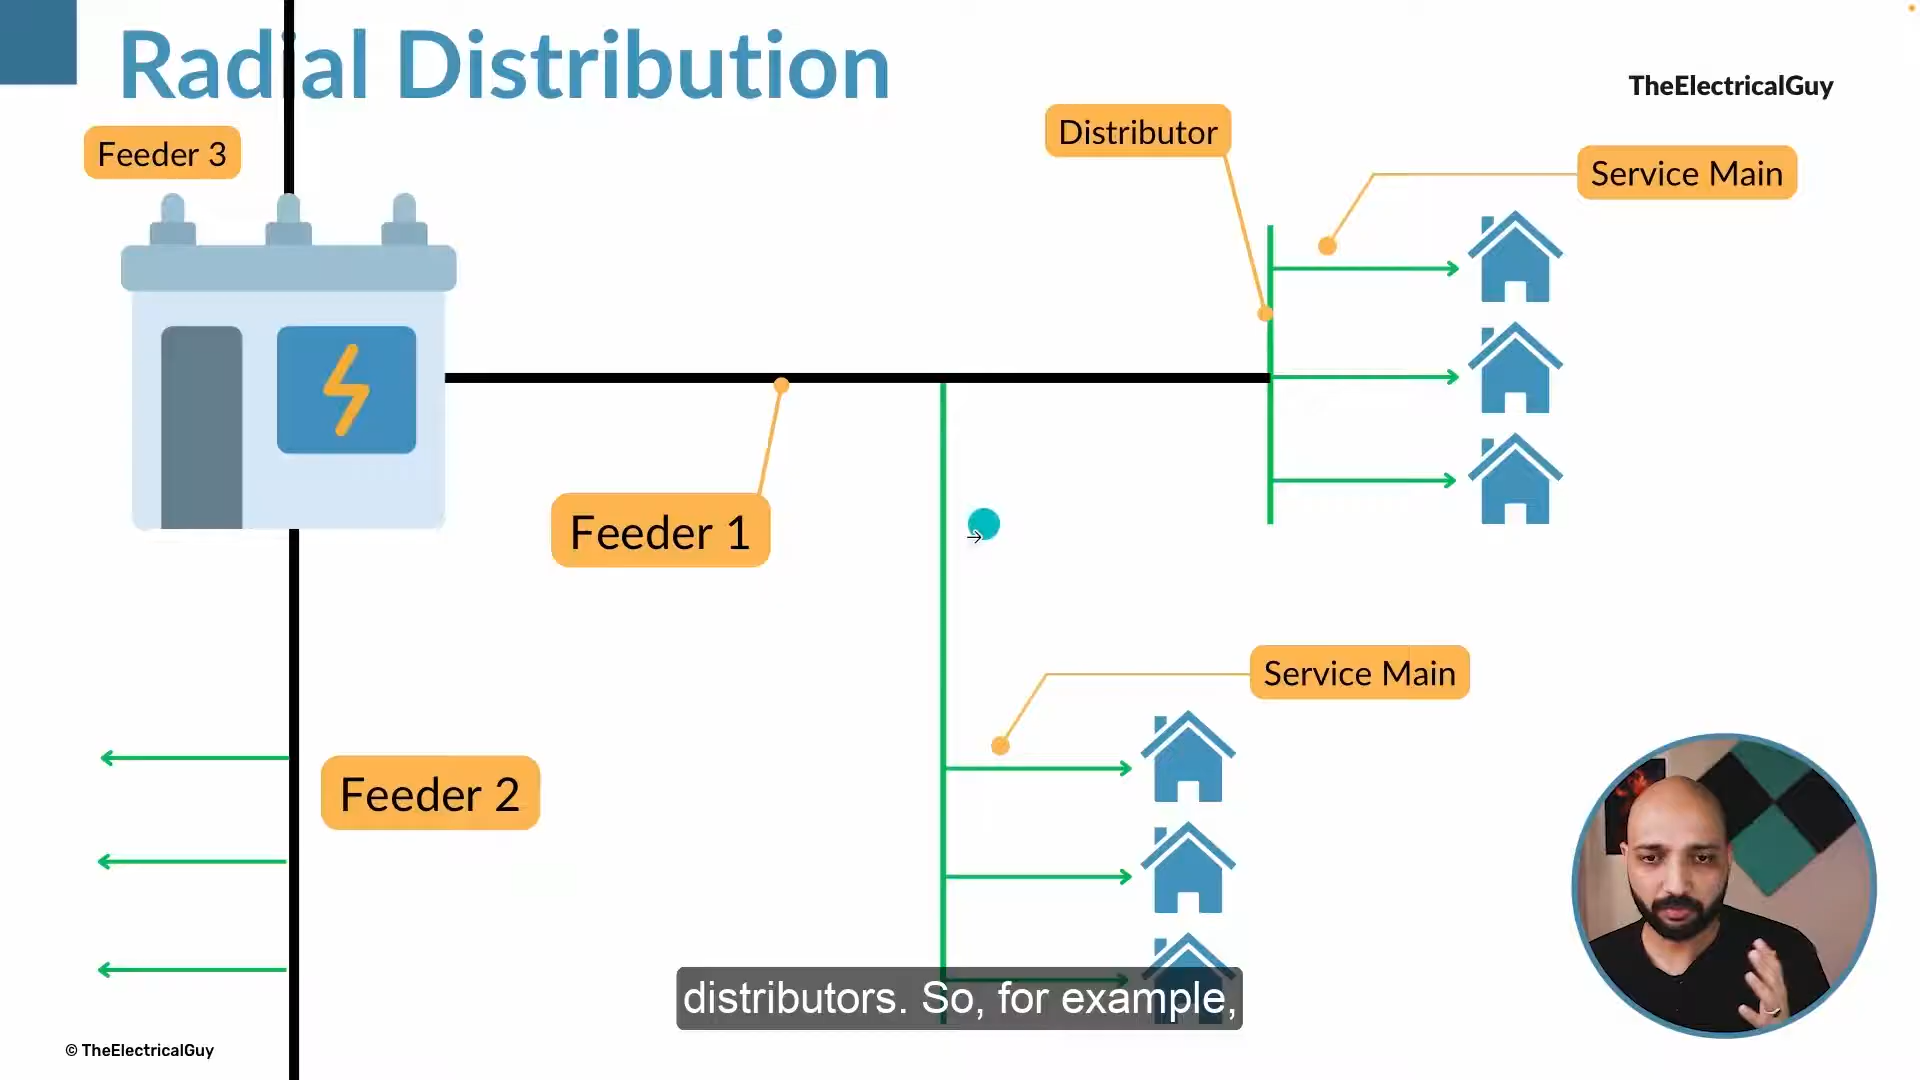 Radial Distribution
TheElectricalGuy
Feeder 3
Distributor
Service Main
Feeder 1
Service Main
Feeder 2
distributors. So, for example,
© TheElectricalGuy